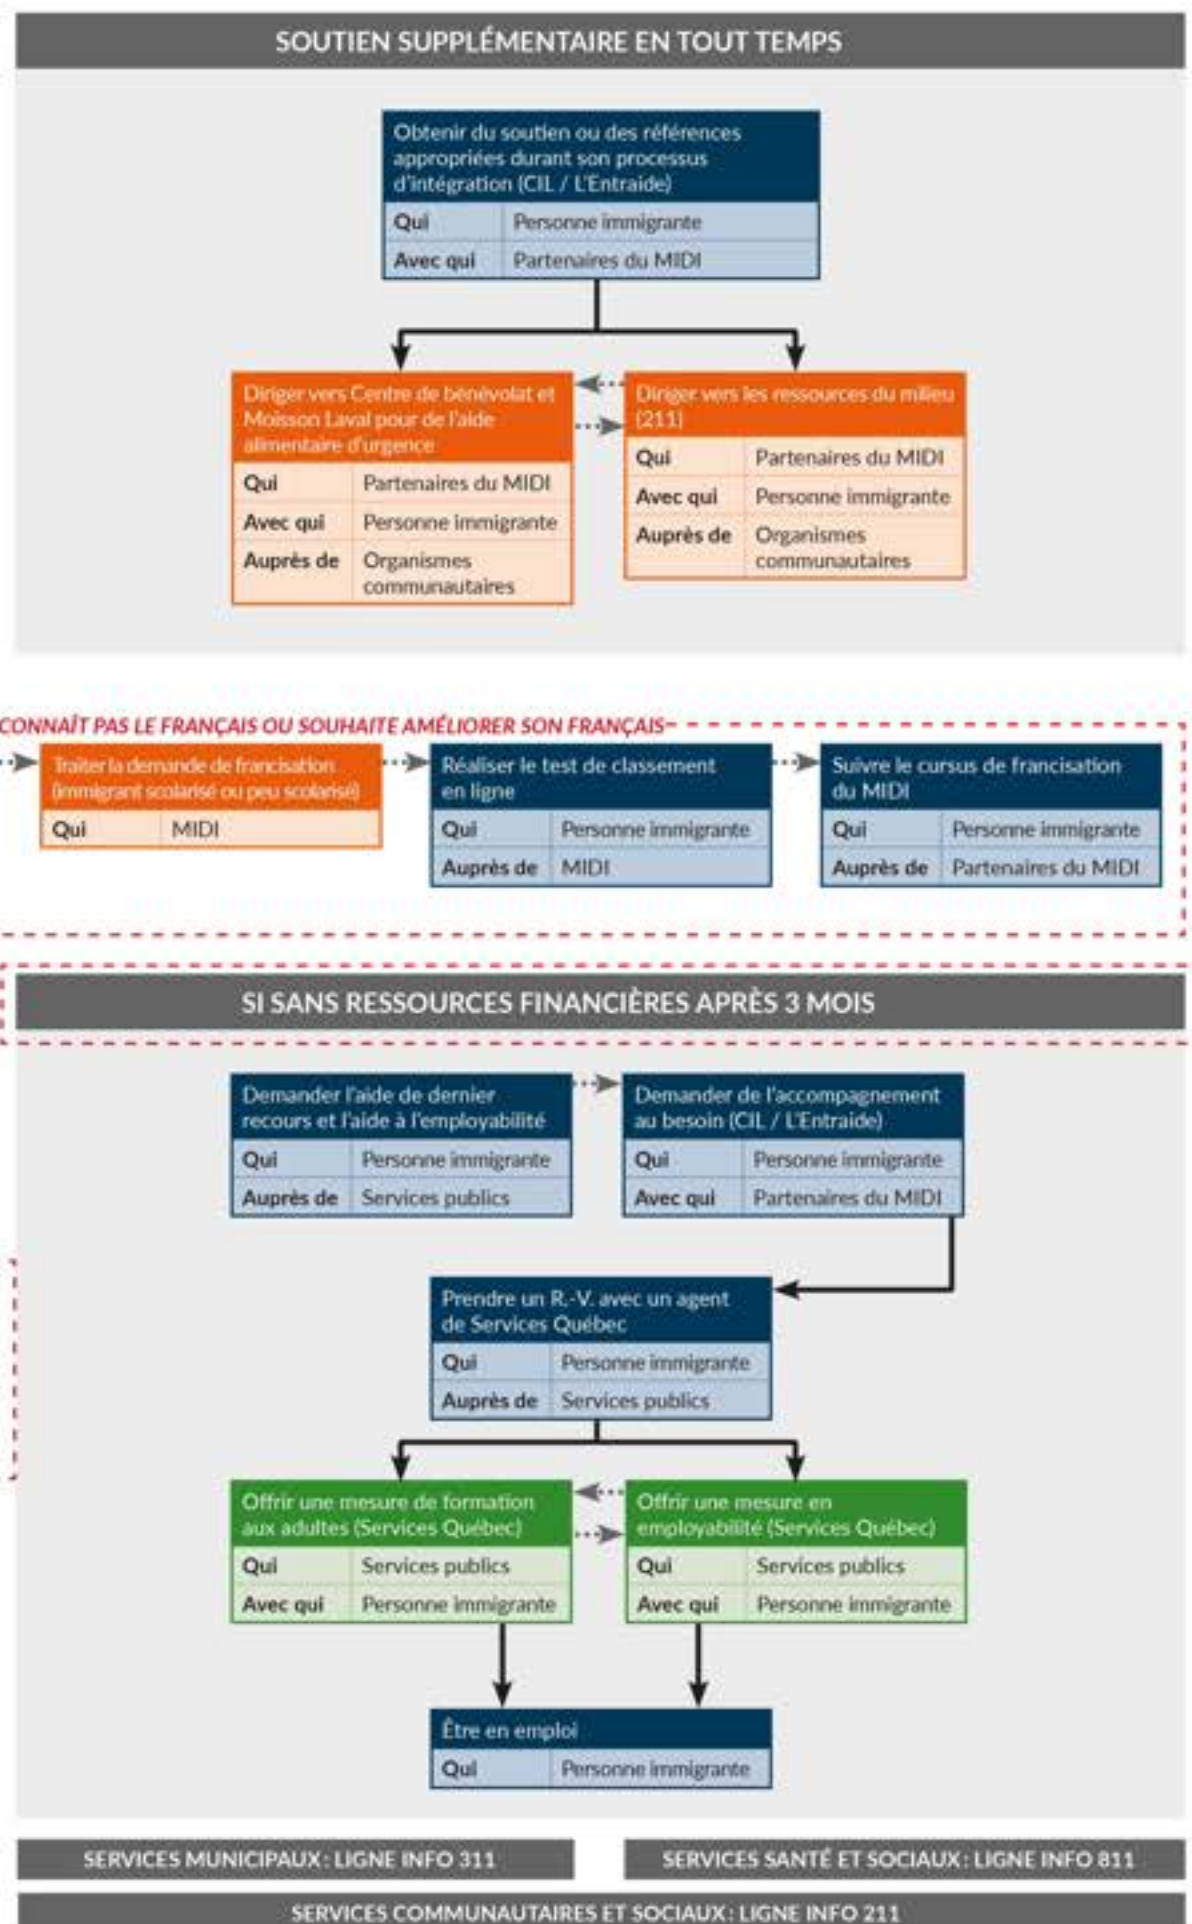 SOUTIEN SUPPLÉMENTAIRE EN TOUT TEMPS
Obtenir du soutien ou des références
appropriées durant son processus
d'intégration (CIL / L'Entraide)
Qui Personne immigrante
Avec qui Partenaires du MIDI
Diriger vers Centre de bénévolat et
Moisson Laval pour de l'aide
alimentaire d'urgence
Qui Partenaires du MIDI
Avec qui Personne immigrante
Auprès de Organismes
communautaires
Diriger vers les ressources du milieu
(211)
Qui Partenaires du MIDI
Avec qui Personne immigrante
Auprès de Organismes
communautaires
CONNAÎT PAS LE FRANÇAIS OU SOUHAITE AMÉLIORER SON FRANÇAIS
Traiter la demande de francisation
(immigrant scolarisé ou peu scolarisé)
Qui MIDI
Réaliser le test de classement
en ligne
Qui Personne immigrante
Auprès de MIDI
Suivre le cursus de francisation
du MIDI
Qui Personne immigrante
Auprès de Partenaires du MIDI
SI SANS RESSOURCES FINANCIÈRES APRÈS 3 MOIS
Demander l'aide de dernier
recours et l'aide à l'employabilité
Qui Personne immigrante
Auprès de Services publics
Demander de l'accompagnement
au besoin (CIL / L'Entraide)
Qui Personne immigrante
Avec qui Partenaires du MIDI
Prendre un R.-V. avec un agent
de Services Québec
Qui Personne immigrante
Auprès de Services publics
Offrir une mesure de formation
aux adultes (Services Québec)
Qui Services publics
Avec qui Personne immigrante
Offrir une mesure en
employabilité (Services Québec)
Qui Services publics
Avec qui Personne immigrante
Être en emploi
Qui Personne immigrante
SERVICES MUNICIPAUX : LIGNE INFO 311
SERVICES SANTÉ ET SOCIAUX : LIGNE INFO 811
SERVICES COMMUNAUTAIRES ET SOCIAUX : LIGNE INFO 211